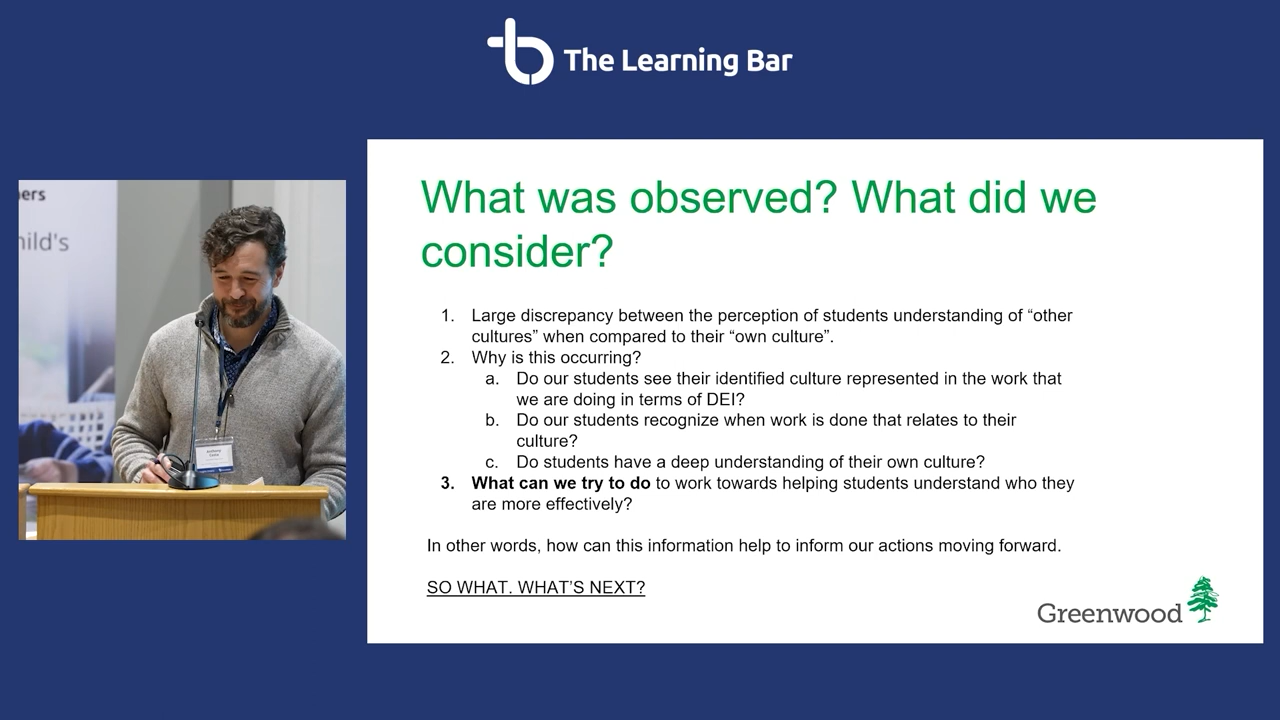 The Learning Bar
ners
hild's
Anthony
What was observed? What did we
consider?
1. Large discrepancy between the perception of students understanding of “other
cultures” when compared to their “own culture”.
2. Why is this occurring?
a. Do our students see their identified culture represented in the work that
we are doing in terms of DEI?
b. Do our students recognize when work is done that relates to their
culture?
c. Do students have a deep understanding of their own culture?
3. What can we try to do to work towards helping students understand who they
are more effectively?
In other words, how can this information help to inform our actions moving forward.
SO WHAT. WHAT’S NEXT?
Greenwood